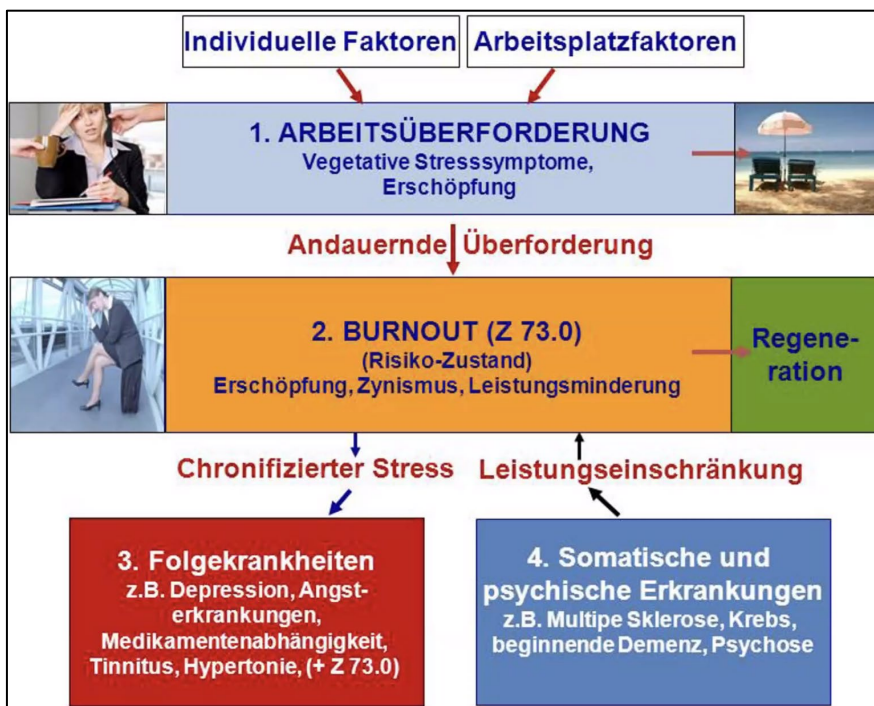 Individuelle Faktoren
Arbeitsplatzfaktoren
1. ARBEITSÜBERFORDERUNG
Vegetative Stresssymptome,
Erschöpfung
Andauernde Überforderung
2. BURNOUT (Z 73.0)
(Risiko-Zustand)
Erschöpfung, Zynismus, Leistungsminderung
Regene-
ration
Chronifizierter Stress
Leistungseinschränkung
3. Folgekrankheiten
z.B. Depression, Angst-
erkrankungen,
Medikamentenabhängigkeit,
Tinnitus, Hypertonie, (+ Z 73.0)
4. Somatische und
psychische Erkrankungen
z.B. Multipe Sklerose, Krebs,
beginnende Demenz, Psychose